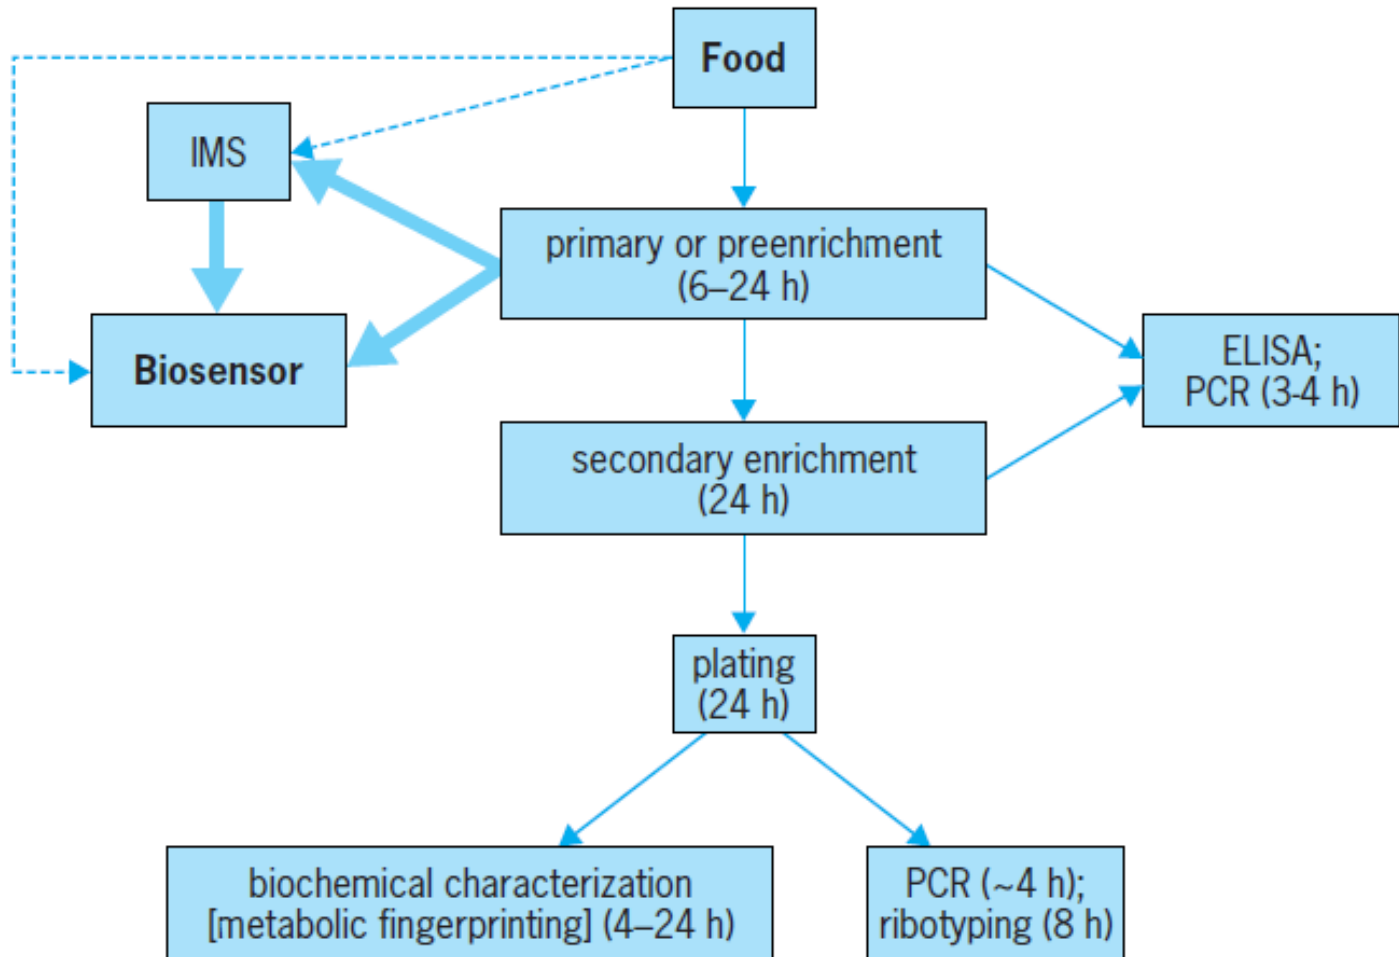 Food
IMS
primary or preenrichment
(6–24 h)
Biosensor
ELISA;
PCR (3-4 h)
secondary enrichment
(24 h)
plating
(24 h)
biochemical characterization
[metabolic fingerprinting] (4–24 h)
PCR (~4 h);
ribotyping (8 h)